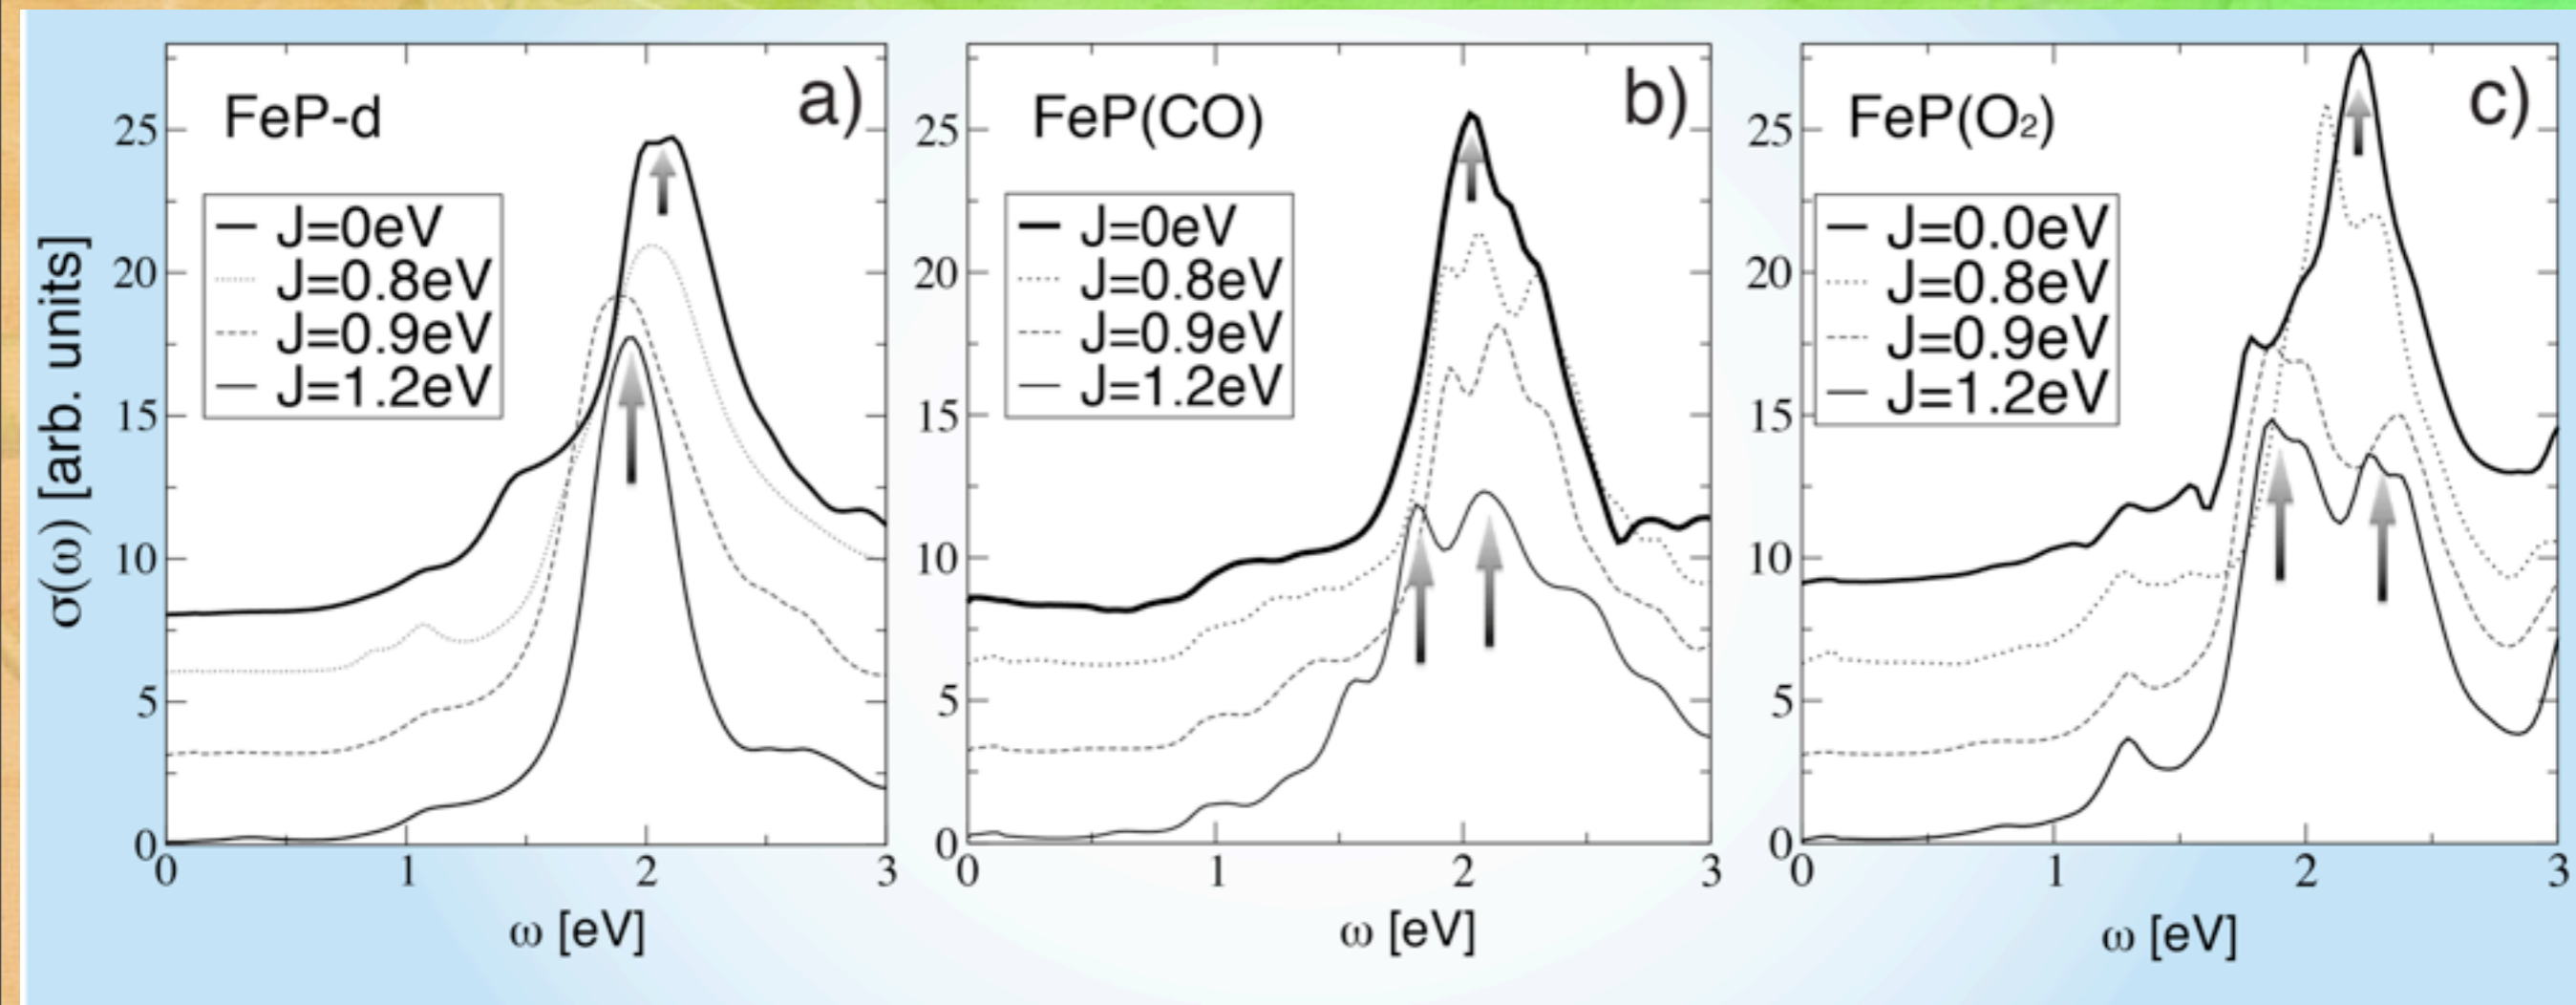 σ(ω) [arb. units]
FeP-d
a)
J=0eV
J=0.8eV
J=0.9eV
J=1.2eV
25
20
15
10
5
0
0 1 2 3
ω [eV]
FeP(CO)
b)
J=0eV
J=0.8eV
J=0.9eV
J=1.2eV
25
20
15
10
5
0
0 1 2 3
ω [eV]
FeP(O₂)
c)
J=0.0eV
J=0.8eV
J=0.9eV
J=1.2eV
25
20
15
10
5
0
0 1 2 3
ω [eV]